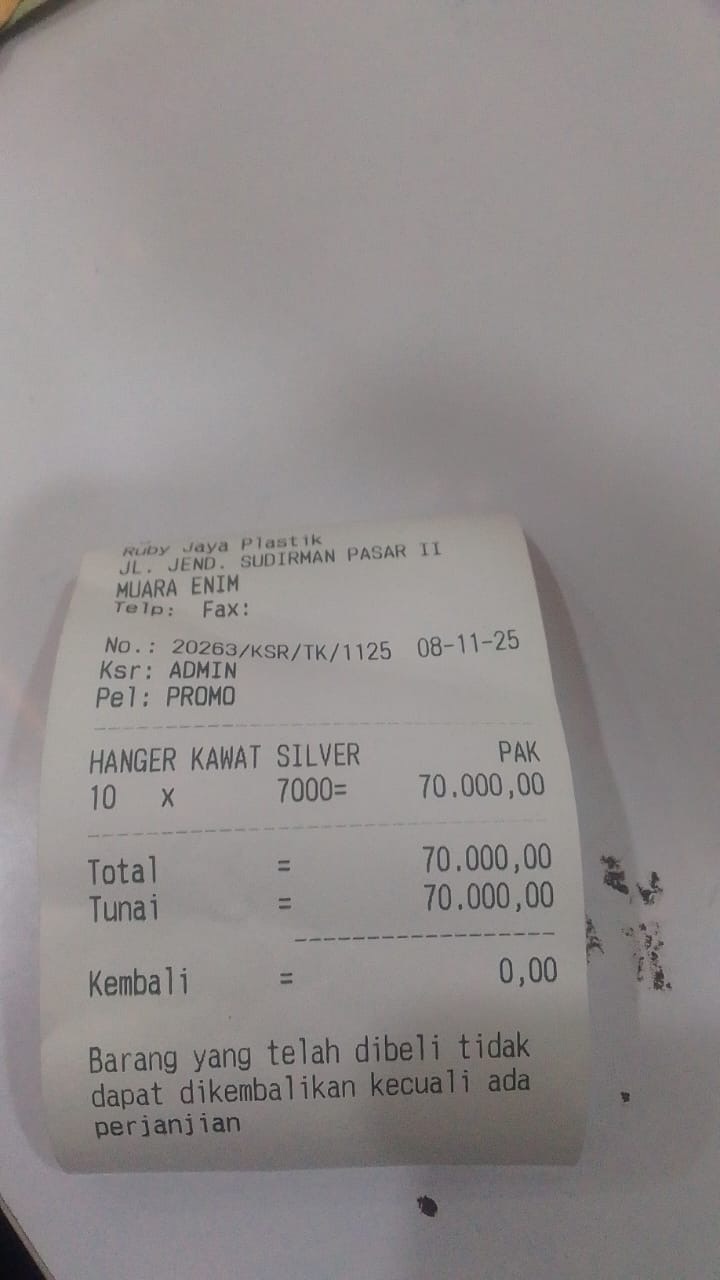 Ruby Jaya Plastik
JL. JEND. SUDIRMAN PASAR II
MUARA ENIM
Telp: Fax:
No.: 20263/KSR/TK/1125 08-11-25
Ksr: ADMIN
Pel: PROMO
HANGER KAWAT SILVER PAK
10 x 7000= 70.000,00
Total = 70.000,00
Tunai = 70.000,00
Kembali = 0,00
Barang yang telah dibeli tidak
dapat dikembalikan kecuali ada
perjanjian